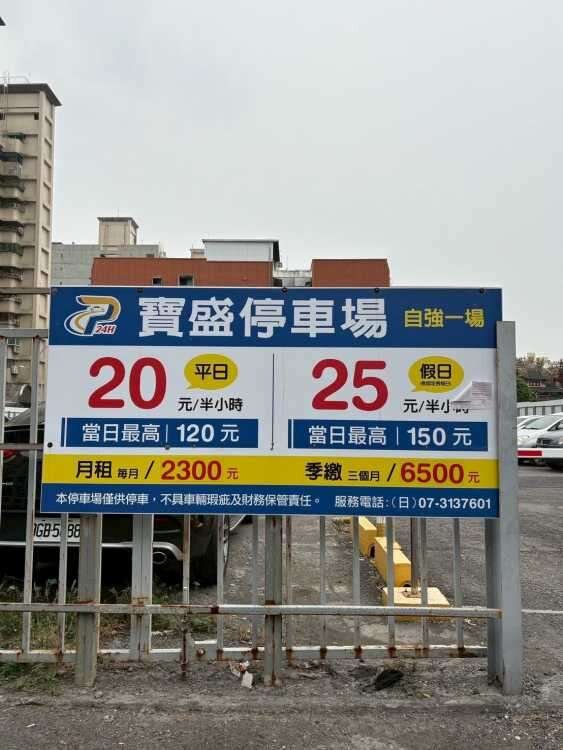 P 24H 寶盛停車場 自強一場
20 平日 元/半小時
當日最高 120 元
25 假日 元/半小時
當日最高 150 元
月租 每月 / 2300 元 季繳 三個月 / 6500 元
本停車場僅供停車,不具車輛瑕疵及財務保管責任。 服務電話:(日)07-3137601